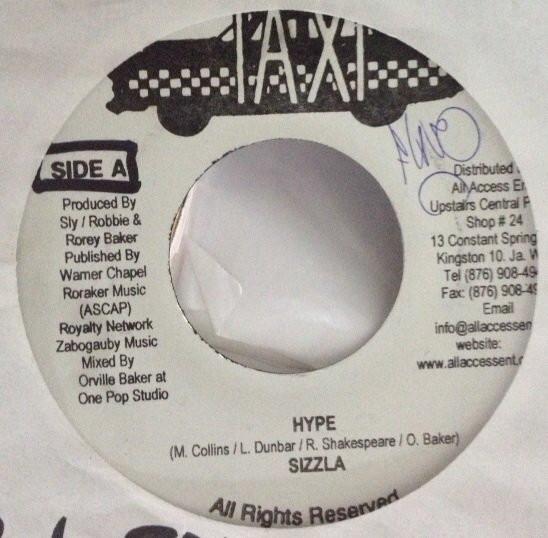 TAXI
SIDE A
Produced By
Sly / Robbie &
Rorey Baker
Published By
Warner Chapel
Roraker Music
(ASCAP)
Royalty Network
Zabogauby Music
Mixed By
Orville Baker at
One Pop Studio
Distributed
All Access
Upstairs Central
Shop # 24
13 Constant Spring
Kingston 10. Ja. W
Tel (876) 908-49
Fax: (876) 908-49
Email
info@allaccessen
website:
www.allaccessent.
HYPE
(M. Collins / L. Dunbar / R. Shakespeare / O. Baker)
SIZZLA
All Rights Reserved